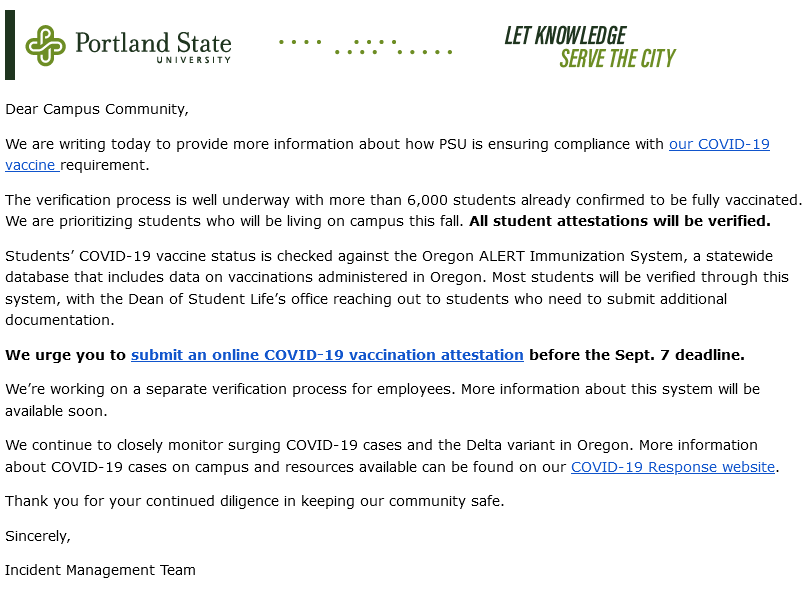 Portland State
UNIVERSITY
LET KNOWLEDGE
SERVE THE CITY
Dear Campus Community,
We are writing today to provide more information about how PSU is ensuring compliance with our COVID-19
vaccine requirement.
The verification process is well underway with more than 6,000 students already confirmed to be fully vaccinated.
We are prioritizing students who will be living on campus this fall. All student attestations will be verified.
Students’ COVID-19 vaccine status is checked against the Oregon ALERT Immunization System, a statewide
database that includes data on vaccinations administered in Oregon. Most students will be verified through this
system, with the Dean of Student Life’s office reaching out to students who need to submit additional
documentation.
We urge you to submit an online COVID-19 vaccination attestation before the Sept. 7 deadline.
We’re working on a separate verification process for employees. More information about this system will be
available soon.
We continue to closely monitor surging COVID-19 cases and the Delta variant in Oregon. More information
about COVID-19 cases on campus and resources available can be found on our COVID-19 Response website.
Thank you for your continued diligence in keeping our community safe.
Sincerely,
Incident Management Team